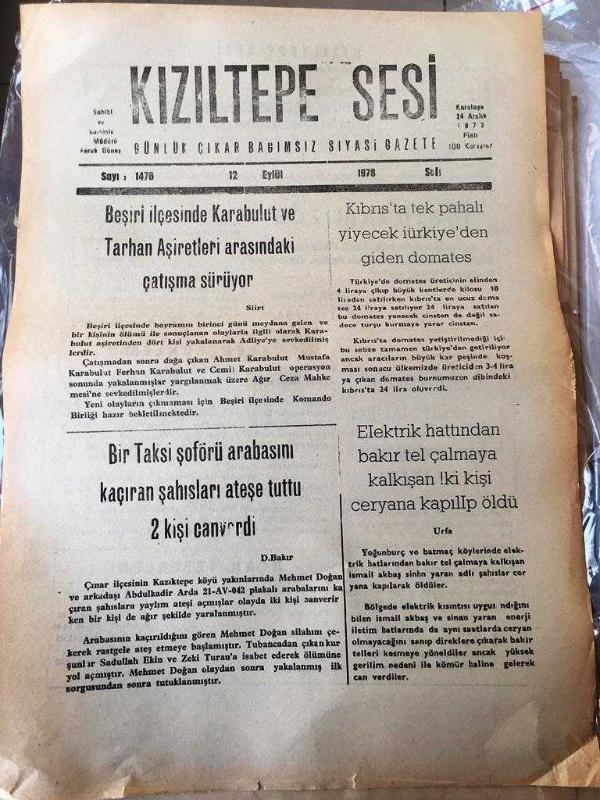 KIZILTEPE SESİ
Sahibi
ve
Sorumlu
Müdürü
Faruk Güneş
GÜNLÜK ÇIKAR BAĞIMSIZ SİYASİ GAZETE
Kuruluşu
24 Aralık
1973
Fiatı
100 Kuruştur
Sayı : 1476 12 Eylül 1978 Salı
Beşiri ilçesinde Karabulut ve
Tarhan Aşiretleri arasındaki
çatışma sürüyor
Siirt
Beşiri ilçesinde bayramın birinci günü meydana gelen ve
bir kişinin ölümü ile sonuçlanan olaylarla ilgili olarak Kara-
bulut aşiretinden dört kişi yakalanarak Adliye'ye sevkedilmiş
lerdir.
Çatışmadan sonra dağa çıkan Ahmet Karabulut Mustafa
Karabulut Ferhan Karabulut ve Cemil Karabulut operasyon
sonunda yakalanmışlar yargılanmak üzere Ağır Ceza Mahke
mesi'ne sevkedilmişlerdir.
Yeni olayların çıkmaması için Beşiri ilçesinde Komando
Birliği hazır bekletilmektedir.
Kıbrıs'ta tek pahalı
yiyecek türkiye'den
giden domates
Türkiye'de domates üreticinin elinden
4 liraya çıkıp büyük kentlerde kilosu 10
liradan satılırken kıbrıs'ta en ucuz doma
tes 24 liraya satılıyor 24 liraya satılan
bu domates yenecek cinsten de değil sa
dece turşu kurmaya yarar cinsten.
Kıbrıs'ta domates yetiştirilmediği içi-
bu sebze tamamen türkiye'den getiriliyor
ancak aracıların büyük kar peşinde koş-
ması sonucu ülkemizde üreticiden 3-4 lira
ya çıkan domates burnumuzun dibindeki
kıbrıs'ta 24 lira oluverdi.
Bir Taksi şoförü arabasını
kaçıran şahısları ateşe tuttu
2 kişi canverdi
D.Bakır
Çınar ilçesinin Kazıktepe köyü yakınlarında Mehmet Doğan
ve arkadaşı Abdulkadir Arda 21-AV-042 plakalı arabalarını ka
çıren şahıslara yaylım ateşi açmışlar olayda iki kişi canverir
ken bir kişi de ağır şekilde yaralanmıştır.
Arabasının kaçırıldığını gören Mehmet Doğan silahını çe-
kerek rastgele ateş etmeye başlamıştır. Tubancadan çıkan kur
şunlar Sadullah Ekin ve Zeki Turan'a isabet ederek ölümüne
yol açmıştır. Mehmet Doğan olaydan sonra yakalanmış ilk
sorgusundan sonra tutuklanmıştır.
Elektrik hattından
bakır tel çalmaya
kalkışan iki kişi
ceryana kapılıp öldü
Urfa
Yoğunburç ve batmaç köylerinde elek-
trik hatlarından bakır tel çalmaya kalkışan
ismail akbaş sinan yaran adlı şahıslar cer
yana kapılarak öldüler.
Bölgede elektrik kısıntısı uygulandığını
bilen ismail akbaş ve sinan yaran enerji
iletim hatlarında da aynı saatlarda ceryan
olmayacağını sanıp direklere çıkarak bakır
telleri kesmeye yöneldiler ancak yüksek
gerilim nedeni ile kömür haline gelerek
can verdiler.